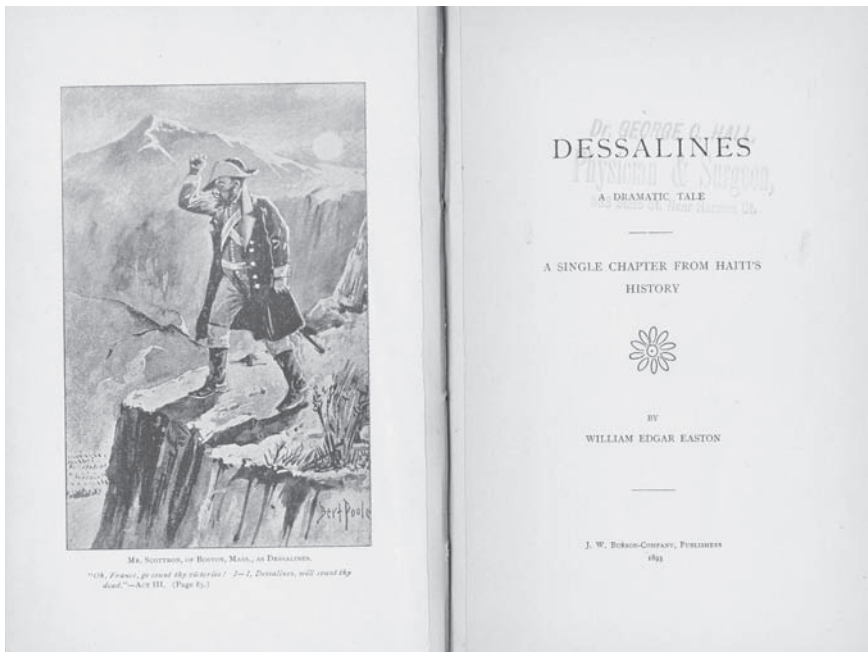 Bert Poole
MR. SCOTTRON, OF BOSTON, MASS., AS DESSALINES.
"Oh, France, go count thy victories! I—I, Dessalines, will count thy
dead."—ACT III. (Page 85.)
Dr. GEORGE C. HALL,
DESSALINES
Physician & Surgeon,
A DRAMATIC TALE
A SINGLE CHAPTER FROM HAITI'S
HISTORY
BY
WILLIAM EDGAR EASTON
J. W. BURSON-COMPANY, PUBLISHERS
1893